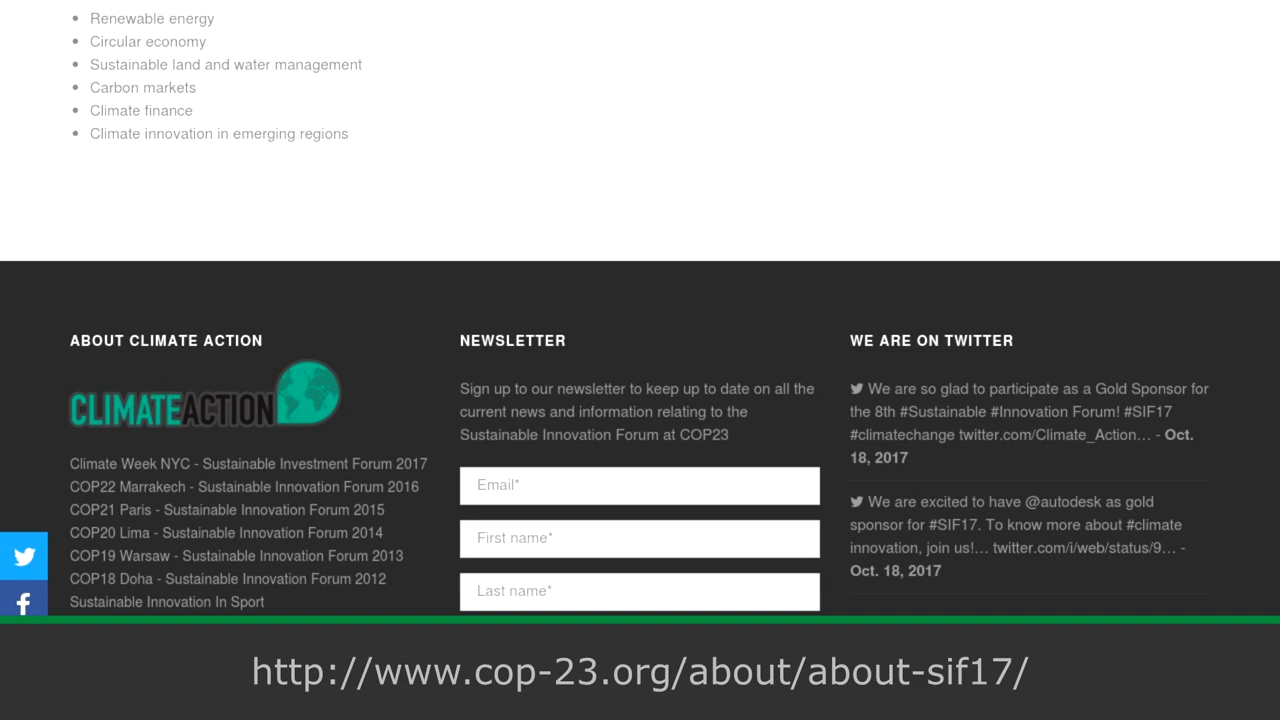 Renewable energy
Circular economy
Sustainable land and water management
Carbon markets
Climate finance
Climate innovation in emerging regions
ABOUT CLIMATE ACTION
CLIMATEACTION
Climate Week NYC - Sustainable Investment Forum 2017
COP22 Marrakech - Sustainable Innovation Forum 2016
COP21 Paris - Sustainable Innovation Forum 2015
COP20 Lima - Sustainable Innovation Forum 2014
COP19 Warsaw - Sustainable Innovation Forum 2013
COP18 Doha - Sustainable Innovation Forum 2012
Sustainable Innovation In Sport
NEWSLETTER
Sign up to our newsletter to keep up to date on all the
current news and information relating to the
Sustainable Innovation Forum at COP23
Email*
First name*
Last name*
WE ARE ON TWITTER
We are so glad to participate as a Gold Sponsor for
the 8th #Sustainable #Innovation Forum! #SIF17
#climatechange twitter.com/Climate_Action… - Oct.
18, 2017
We are excited to have @autodesk as gold
sponsor for #SIF17. To know more about #climate
innovation, join us!… twitter.com/i/web/status/9… -
Oct. 18, 2017
http://www.cop-23.org/about/about-sif17/